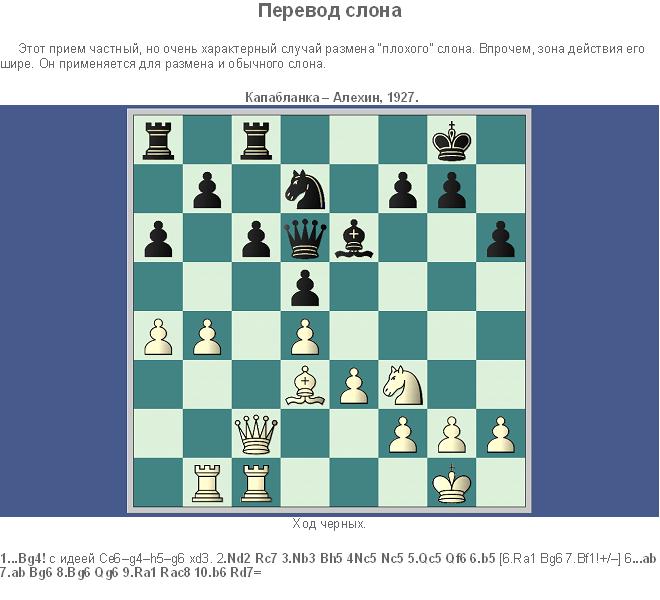 Перевод слона
Этот прием частный, но очень характерный случай размена "плохого" слона. Впрочем, зона действия его
шире. Он применяется для размена и обычного слона.
Капабланка – Алехин, 1927.
Ход черных.
1...Bg4! с идеей Се6–g4–h5–g6 xd3. 2.Nd2 Rc7 3.Nb3 Bh5 4Nc5 Nc5 5.Qc5 Qf6 6.b5 [6.Ra1 Bg6 7.Bf1!+/–] 6...ab
7.ab Bg6 8.Bg6 Qg6 9.Ra1 Rac8 10.b6 Rd7=